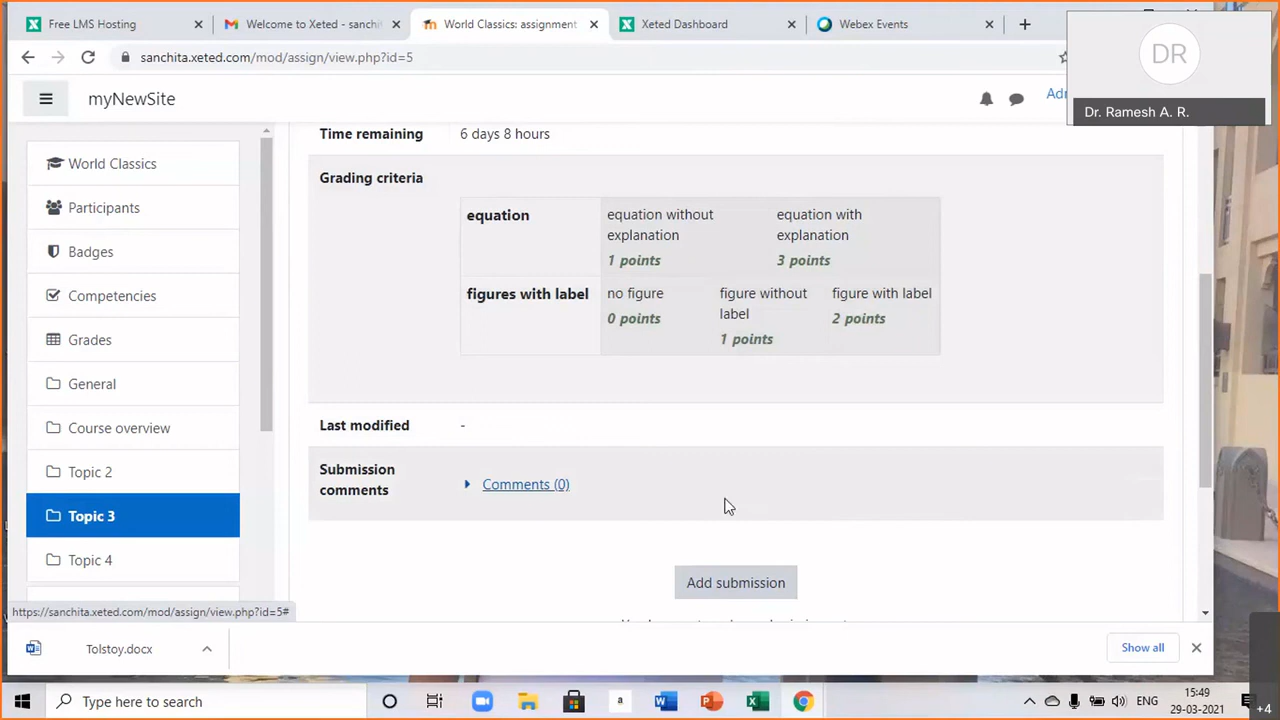 Free LMS Hosting
Welcome to Xeted - sanchit
World Classics: assignment
Xeted Dashboard
Webex Events
sanchita.xeted.com/mod/assign/view.php?id=5
DR
Dr. Ramesh A. R.
myNewSite
Time remaining
6 days 8 hours
World Classics
Participants
Badges
Competencies
Grades
General
Course overview
Topic 2
Topic 3
Topic 4
Grading criteria
equation
equation without
explanation
1 points
equation with
explanation
3 points
figures with label
no figure
0 points
figure without
label
1 points
figure with label
2 points
Last modified
-
Submission
comments
Comments (0)
Add submission
https://sanchita.xeted.com/mod/assign/view.php?id=5#
Tolstoy.docx
Show all
Type here to search
ENG
15:49
29-03-2021
+4